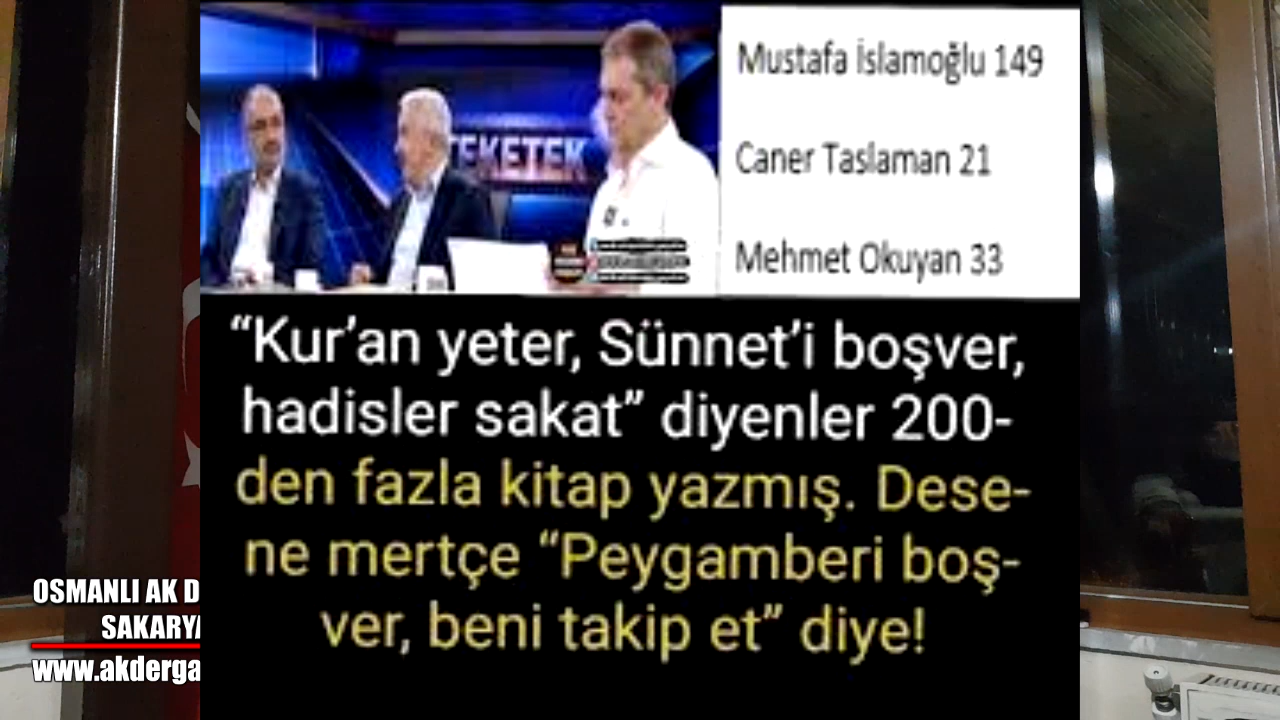 TEKETEK
Mustafa İslamoğlu 149
Caner Taslaman 21
Mehmet Okuyan 33
“Kur’an yeter, Sünnet’i boşver,
hadisler sakat” diyenler 200-
den fazla kitap yazmış. Dese-
ne mertçe “Peygamberi boş-
ver, beni takip et” diye!
OSMANLI AK D
SAKARYA
www.akderga